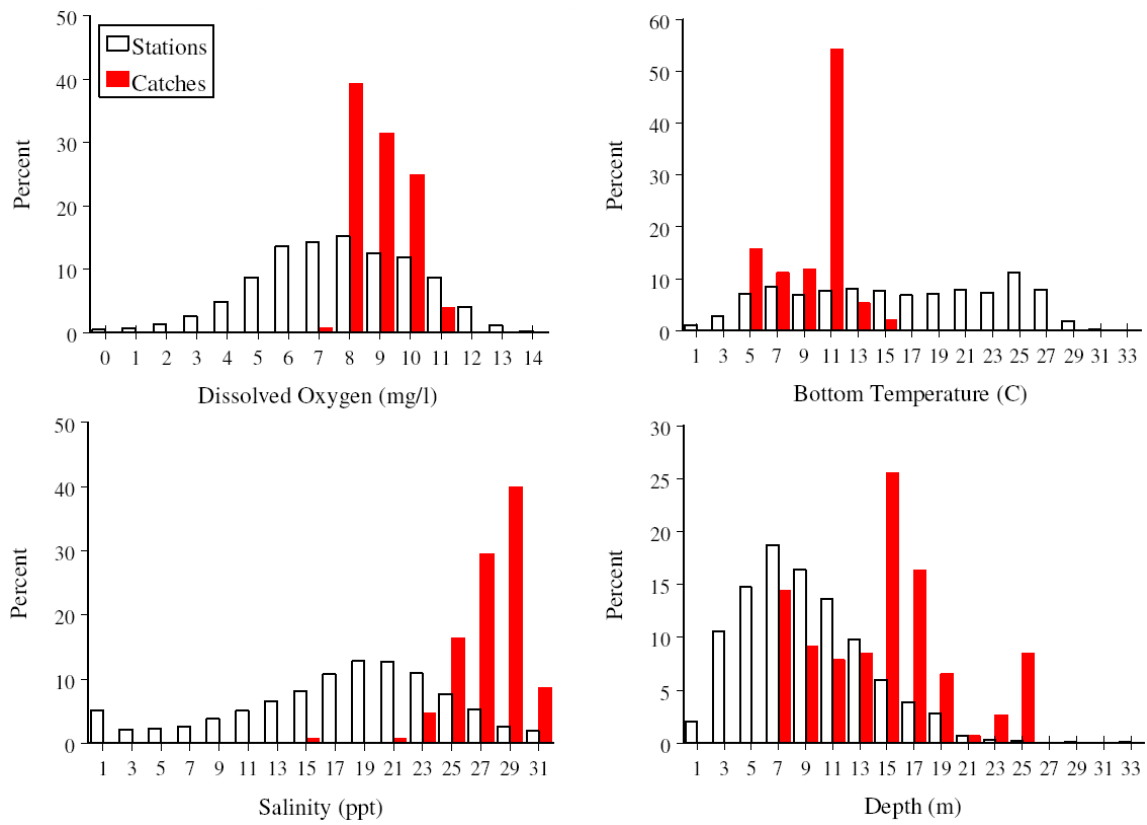 50
40
30
20
10
0
Percent
Stations
Catches
0 1 2 3 4 5 6 7 8 9 10 11 12 13 14
Dissolved Oxygen (mg/l)
60
50
40
30
20
10
0
Percent
1 3 5 7 9 11 13 15 17 19 21 23 25 27 29 31 33
Bottom Temperature (C)
50
40
30
20
10
0
Percent
1 3 5 7 9 11 13 15 17 19 21 23 25 27 29 31
Salinity (ppt)
30
25
20
15
10
5
0
Percent
1 3 5 7 9 11 13 15 17 19 21 23 25 27 29 31 33
Depth (m)